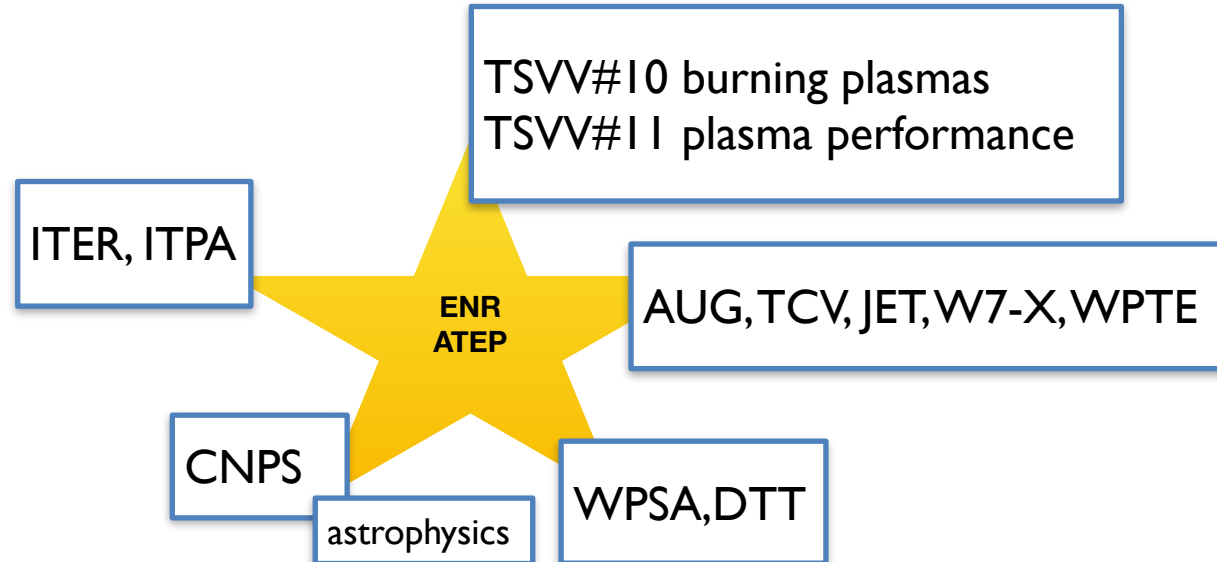 TSVV#10 burning plasmas
TSVV#11 plasma performance
ITER, ITPA
ENR
ATEP
AUG, TCV, JET, W7-X, WPTE
CNPS
WPSA,DTT
astrophysics